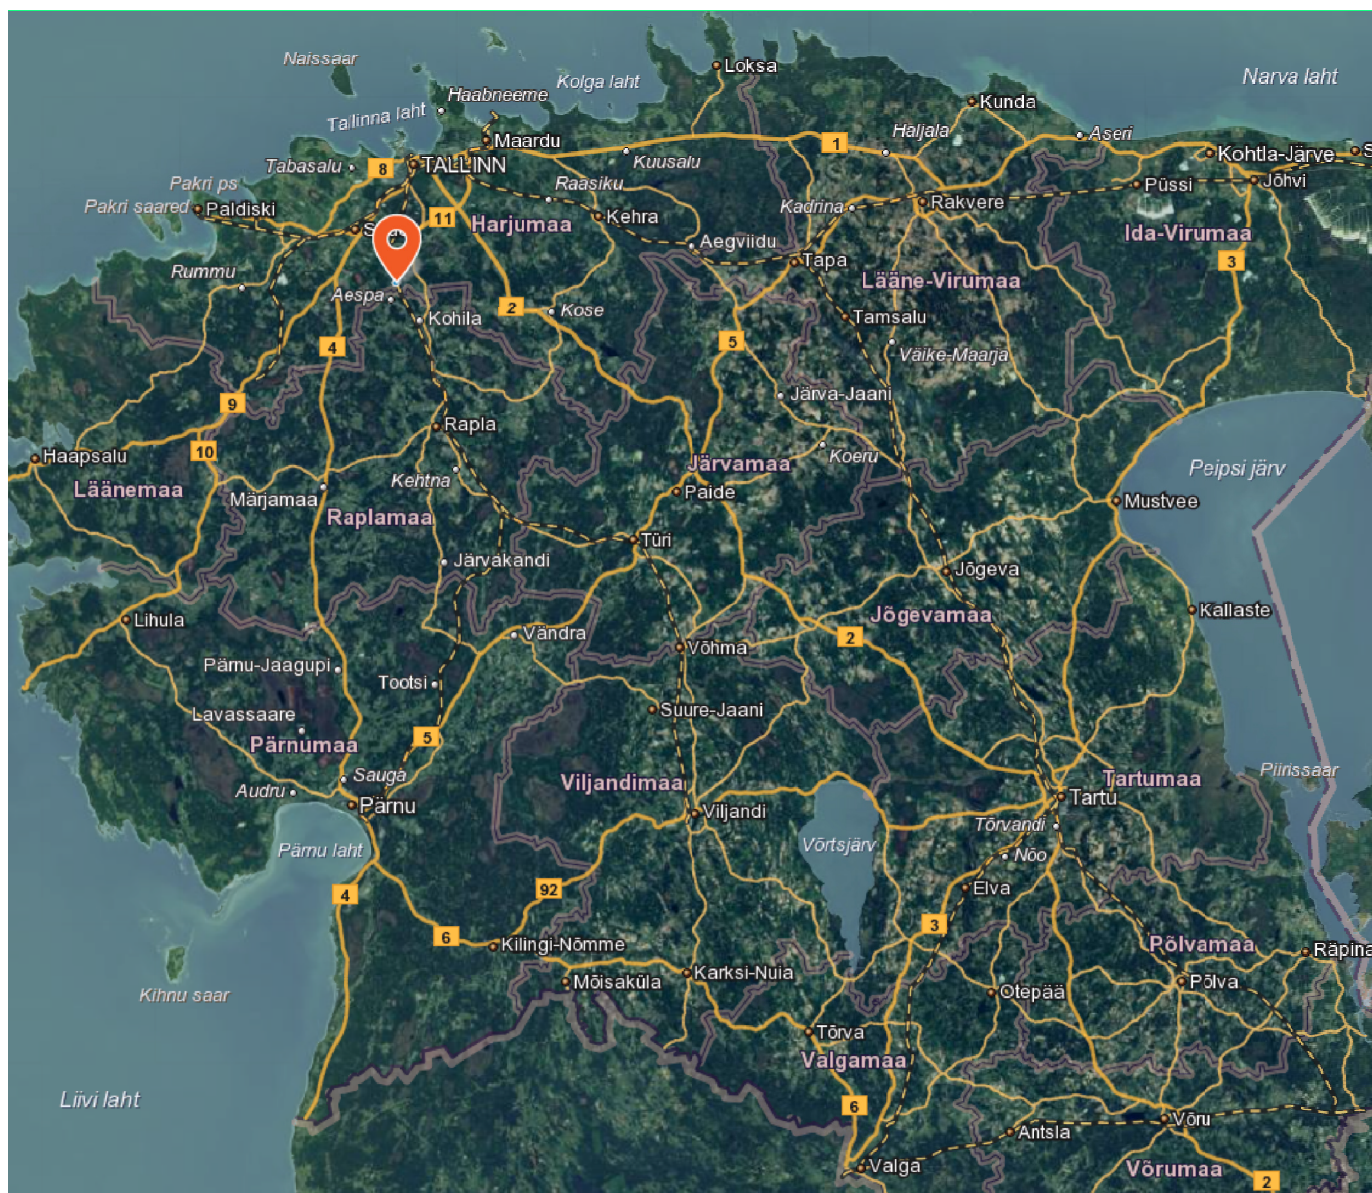 Naissaar
Kolga laht
Loksa
Narva laht
Haabneeme
Tallinna laht
Kunda
Maardu
1
Haljala
Aseri
Tabasalu
8
TALLINN
Kuusalu
Kohtla-Järve
Pakri ps
Raasiku
Püssi
Jõhvi
Pakri saared
Paldiski
11
Harjumaa
Kehra
Kadrina
Rakvere
Aegviidu
Ida-Virumaa
Rummu
Tapa
3
Lääne-Virumaa
Aespa
2
Kose
Kohila
Tamsalu
4
5
Väike-Maarja
Järva-Jaani
9
Rapla
10
Haapsalu
Koeru
Läänemaa
Järvamaa
Peipsi järv
Kehtna
Märjamaa
Paide
Mustvee
Raplamaa
Türi
Järvakandi
Jõgeva
Lihula
Jõgevamaa
Kallaste
Vändra
2
Võhma
Pärnu-Jaagupi
Tootsi
Suure-Jaani
Lavassaare
5
Pärnumaa
Sauga
Viljandimaa
Tartumaa
Piirissaar
Audru
Pärnu
Tartu
Viljandi
Tõrvandi
Pärnu laht
Võrtsjärv
Nõo
92
Elva
4
3
6
Kilingi-Nõmme
Põlvamaa
Räpina
Karksi-Nuia
Mõisaküla
Põlva
Kihnu saar
Otepää
Tõrva
Valgamaa
Liivi laht
6
Võru
Antsla
Valga
Võrumaa
2